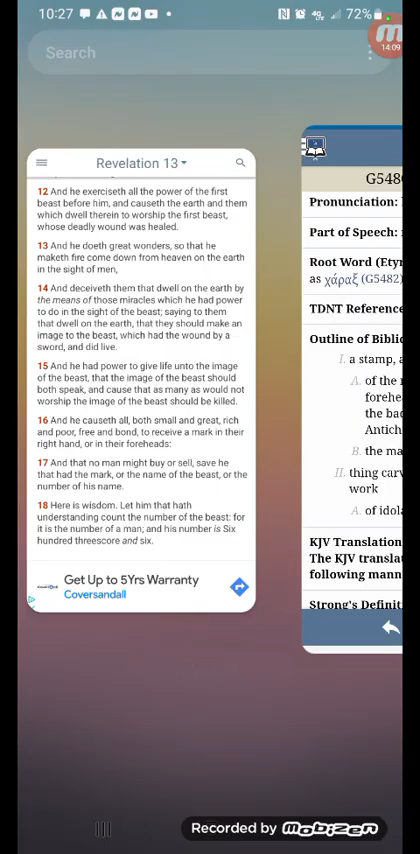 10:27
4G
72%
Search
14:09
Revelation 13
12 And he exerciseth all the power of the first
beast before him, and causeth the earth and them
which dwell therein to worship the first beast,
whose deadly wound was healed.
13 And he doeth great wonders, so that he
maketh fire come down from heaven on the earth
in the sight of men,
14 And deceiveth them that dwell on the earth by
the means of those miracles which he had power
to do in the sight of the beast; saying to them
that dwell on the earth, that they should make an
image to the beast, which had the wound by a
sword, and did live.
15 And he had power to give life unto the image
of the beast, that the image of the beast should
both speak, and cause that as many as would not
worship the image of the beast should be killed.
16 And he causeth all, both small and great, rich
and poor, free and bond, to receive a mark in their
right hand, or in their foreheads:
17 And that no man might buy or sell, save he
that had the mark, or the name of the beast, or the
number of his name.
18 Here is wisdom. Let him that hath
understanding count the number of the beast: for
it is the number of a man; and his number is Six
hundred threescore and six.
Get Up to 5Yrs Warranty
Coversandall
G548
Pronunciation:
Part of Speech:
Root Word (Ety
as χάραξ (G5482)
TDNT Reference
Outline of Biblic
I. a stamp, a
A. of the
forehe
the ba
Antich
B. the ma
II. thing carv
work
A. of idola
KJV Translation
The KJV transla
following mann
Strong's Definit
Recorded by mobizen